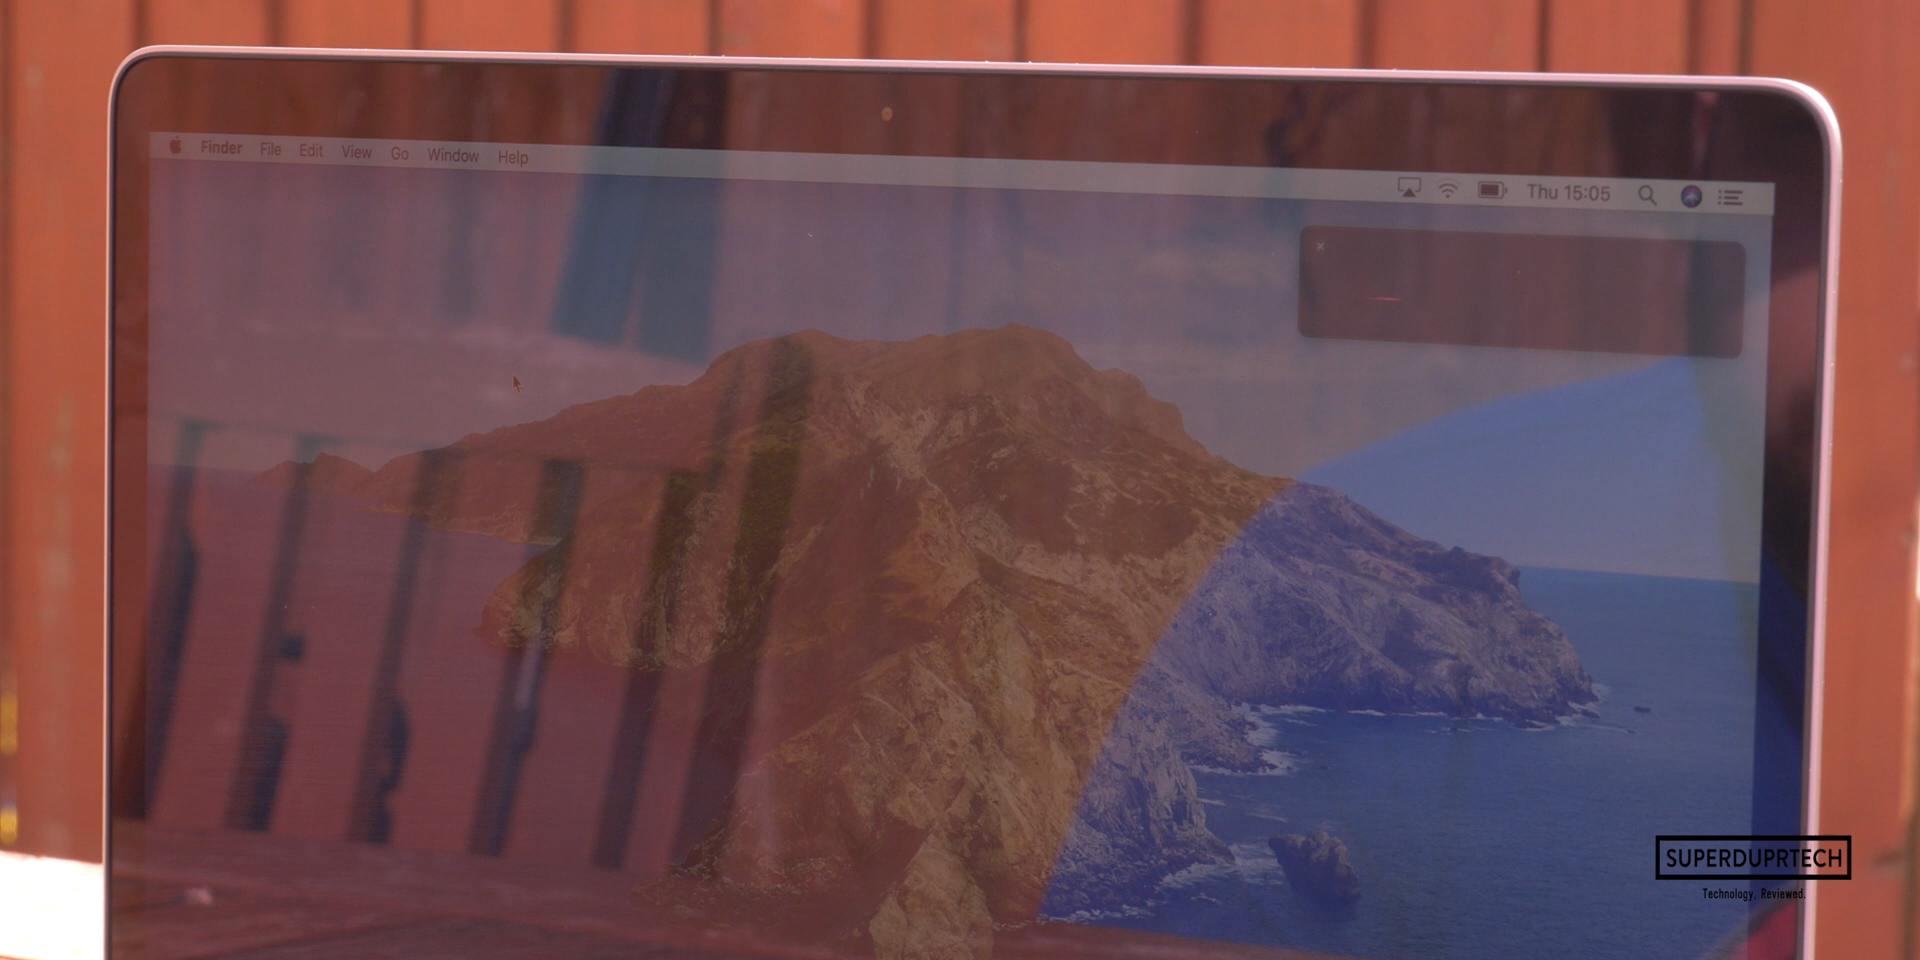 Finder File Edit View Go Window Help
Thu 15:05
SUPERDUPRTECH
Technology. Reviewed.